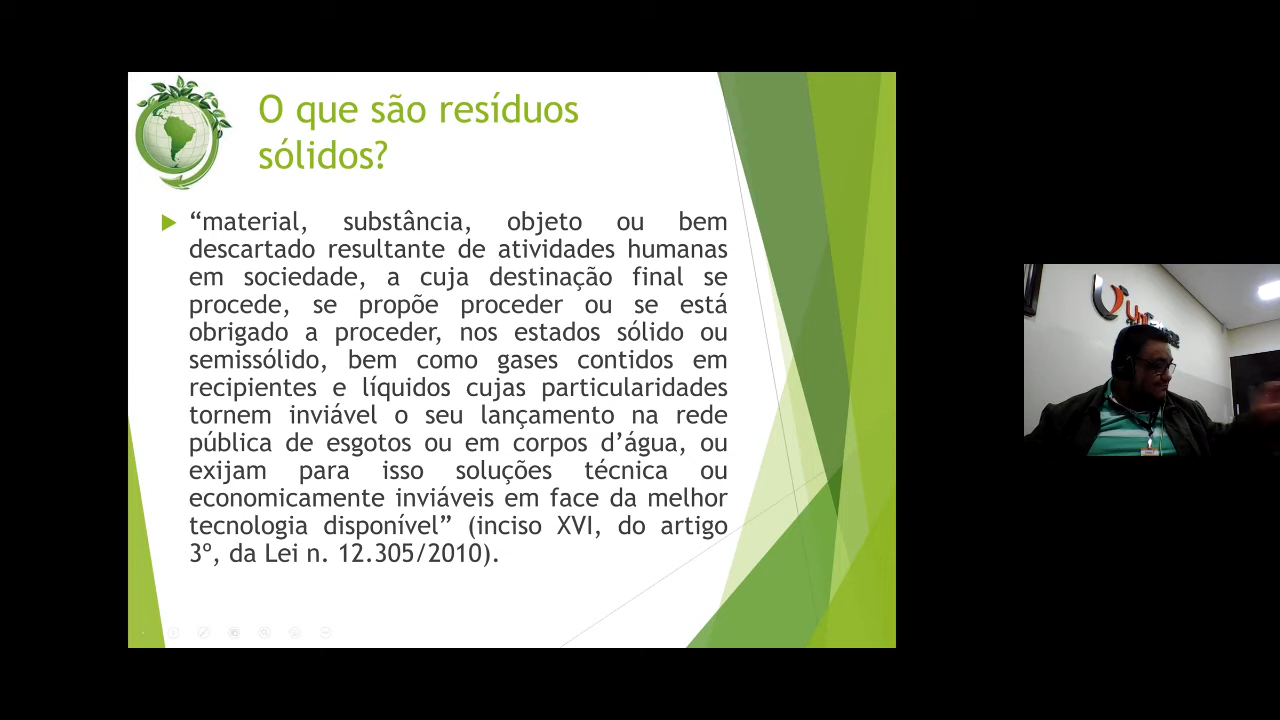 O que são resíduos
sólidos?
“material, substância, objeto ou bem
descartado resultante de atividades humanas
em sociedade, a cuja destinação final se
procede, se propõe proceder ou se está
obrigado a proceder, nos estados sólido ou
semissólido, bem como gases contidos em
recipientes e líquidos cujas particularidades
tornem inviável o seu lançamento na rede
pública de esgotos ou em corpos d’água, ou
exijam para isso soluções técnica ou
economicamente inviáveis em face da melhor
tecnologia disponível” (inciso XVI, do artigo
3º, da Lei n. 12.305/2010).